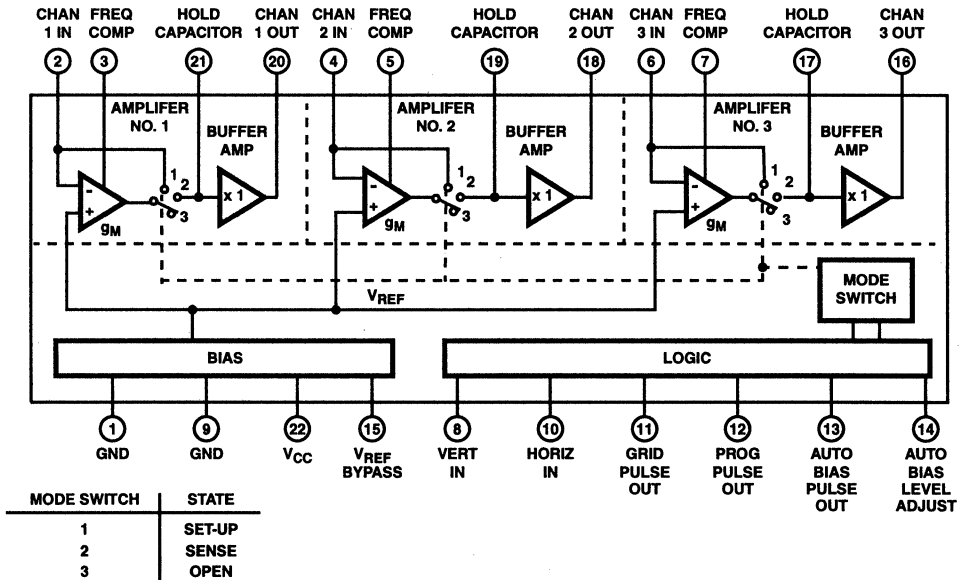 CHAN 1 IN
FREQ COMP
HOLD CAPACITOR
CHAN 1 OUT
CHAN 2 IN
FREQ COMP
HOLD CAPACITOR
CHAN 2 OUT
CHAN 3 IN
FREQ COMP
HOLD CAPACITOR
CHAN 3 OUT
2 3 21 20 4 5 19 18 6 7 17 16
AMPLIFER NO. 1
BUFFER AMP
AMPLIFER NO. 2
BUFFER AMP
AMPLIFER NO. 3
BUFFER AMP
- + gM 1 2 3 x 1
- + gM 1 2 3 x 1
- + gM 1 2 3 x 1
VREF
MODE SWITCH
BIAS
LOGIC
1 9 22 15 8 10 11 12 13 14
GND
GND
VCC
VREF BYPASS
VERT IN
HORIZ IN
GRID PULSE OUT
PROG PULSE OUT
AUTO BIAS PULSE OUT
AUTO BIAS LEVEL ADJUST
MODE SWITCH STATE
1 SET-UP
2 SENSE
3 OPEN